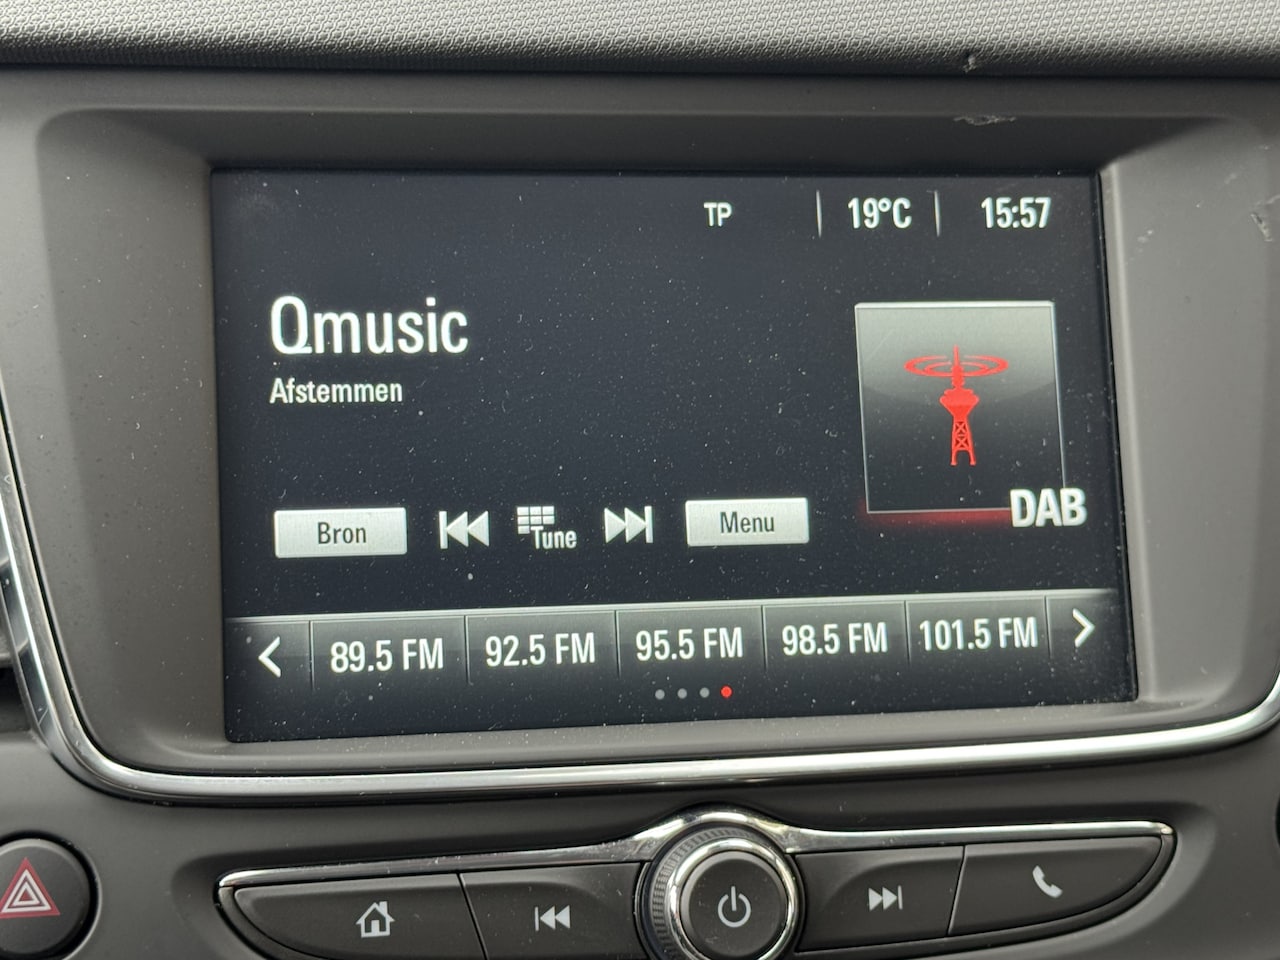 TP 19°C 15:57
Qmusic
Afstemmen
Bron Tune Menu
DAB
89.5 FM 92.5 FM 95.5 FM 98.5 FM 101.5 FM